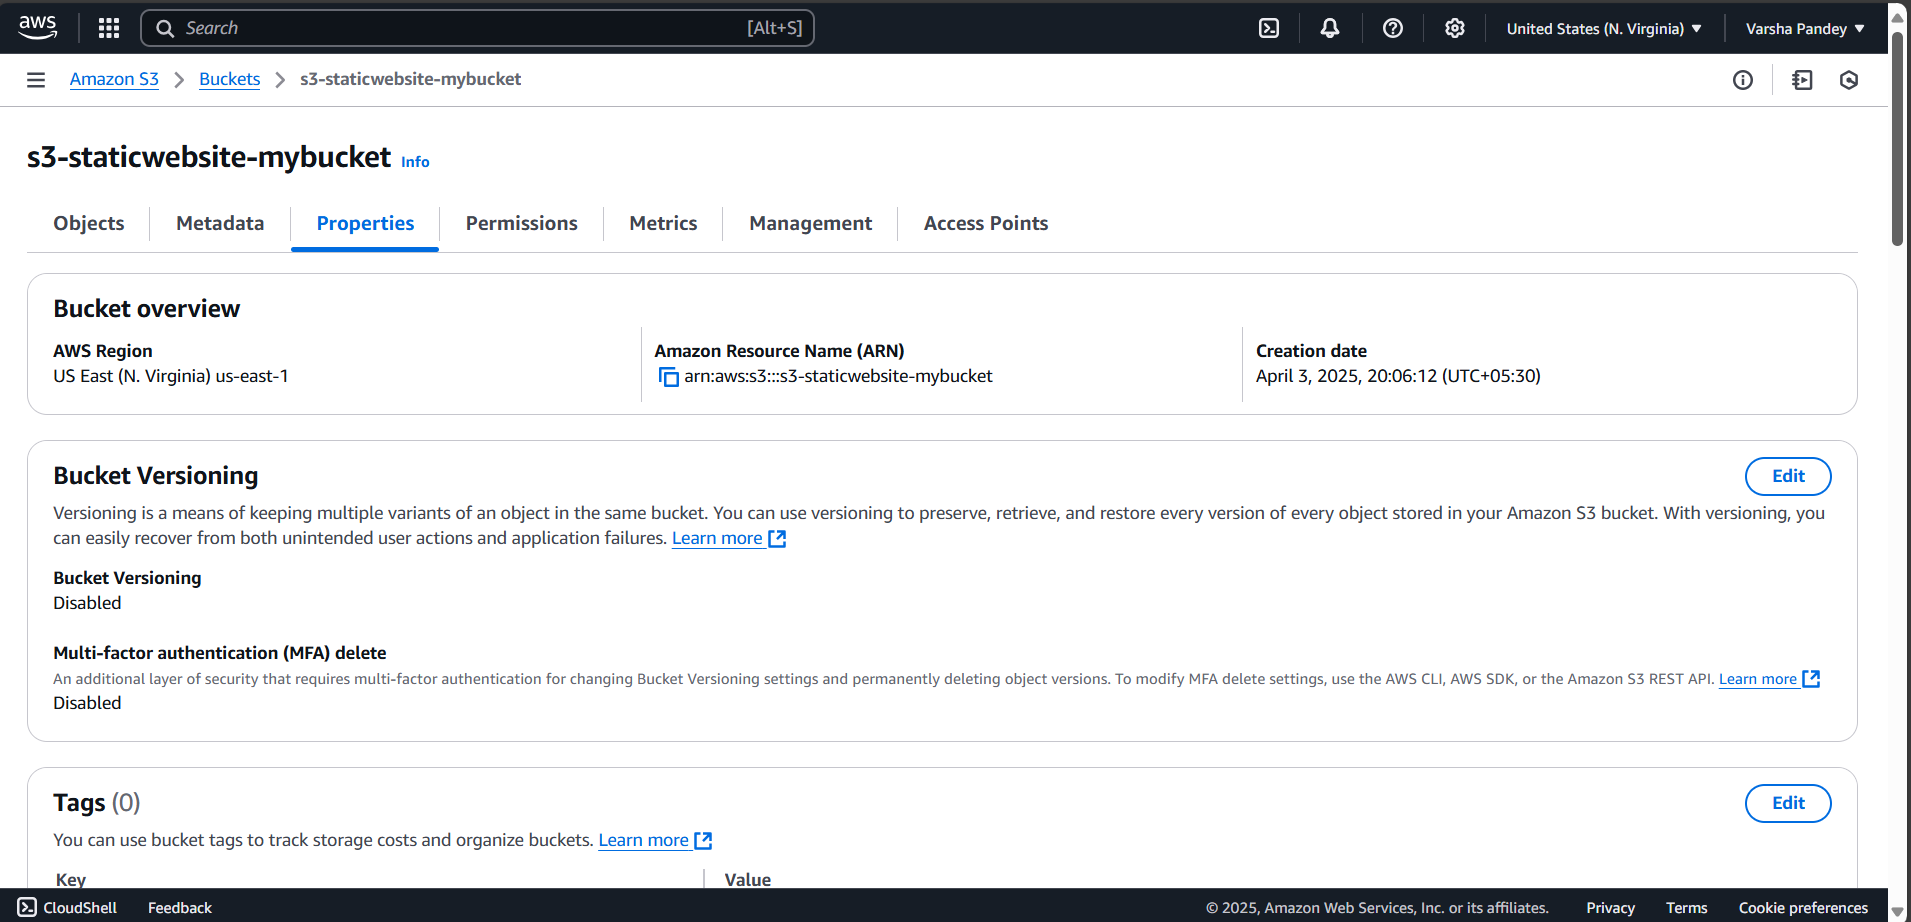 aws
Search [Alt+S]
United States (N. Virginia)
Varsha Pandey
Amazon S3
Buckets
s3-staticwebsite-mybucket
s3-staticwebsite-mybucket Info
Objects
Metadata
Properties
Permissions
Metrics
Management
Access Points
Bucket overview
AWS Region
US East (N. Virginia) us-east-1
Amazon Resource Name (ARN)
arn:aws:s3:::s3-staticwebsite-mybucket
Creation date
April 3, 2025, 20:06:12 (UTC+05:30)
Bucket Versioning
Edit
Versioning is a means of keeping multiple variants of an object in the same bucket. You can use versioning to preserve, retrieve, and restore every version of every object stored in your Amazon S3 bucket. With versioning, you
can easily recover from both unintended user actions and application failures. Learn more
Bucket Versioning
Disabled
Multi-factor authentication (MFA) delete
An additional layer of security that requires multi-factor authentication for changing Bucket Versioning settings and permanently deleting object versions. To modify MFA delete settings, use the AWS CLI, AWS SDK, or the Amazon S3 REST API. Learn more
Disabled
Tags (0)
Edit
You can use bucket tags to track storage costs and organize buckets. Learn more
Key
Value
CloudShell
Feedback
© 2025, Amazon Web Services, Inc. or its affiliates.
Privacy
Terms
Cookie preferences